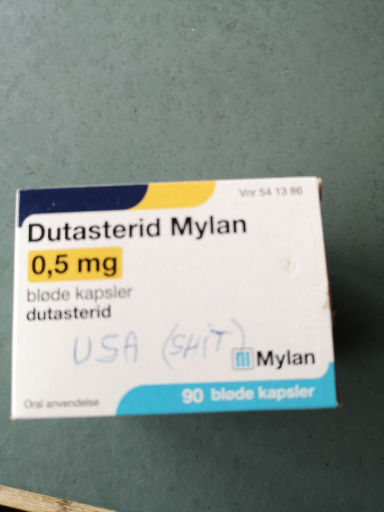 Vnr 54 13 86
Dutasterid Mylan
0,5 mg
bløde kapsler
dutasterid
USA (SHIT)
Mylan
90 bløde kapsler
Oral anvendelse